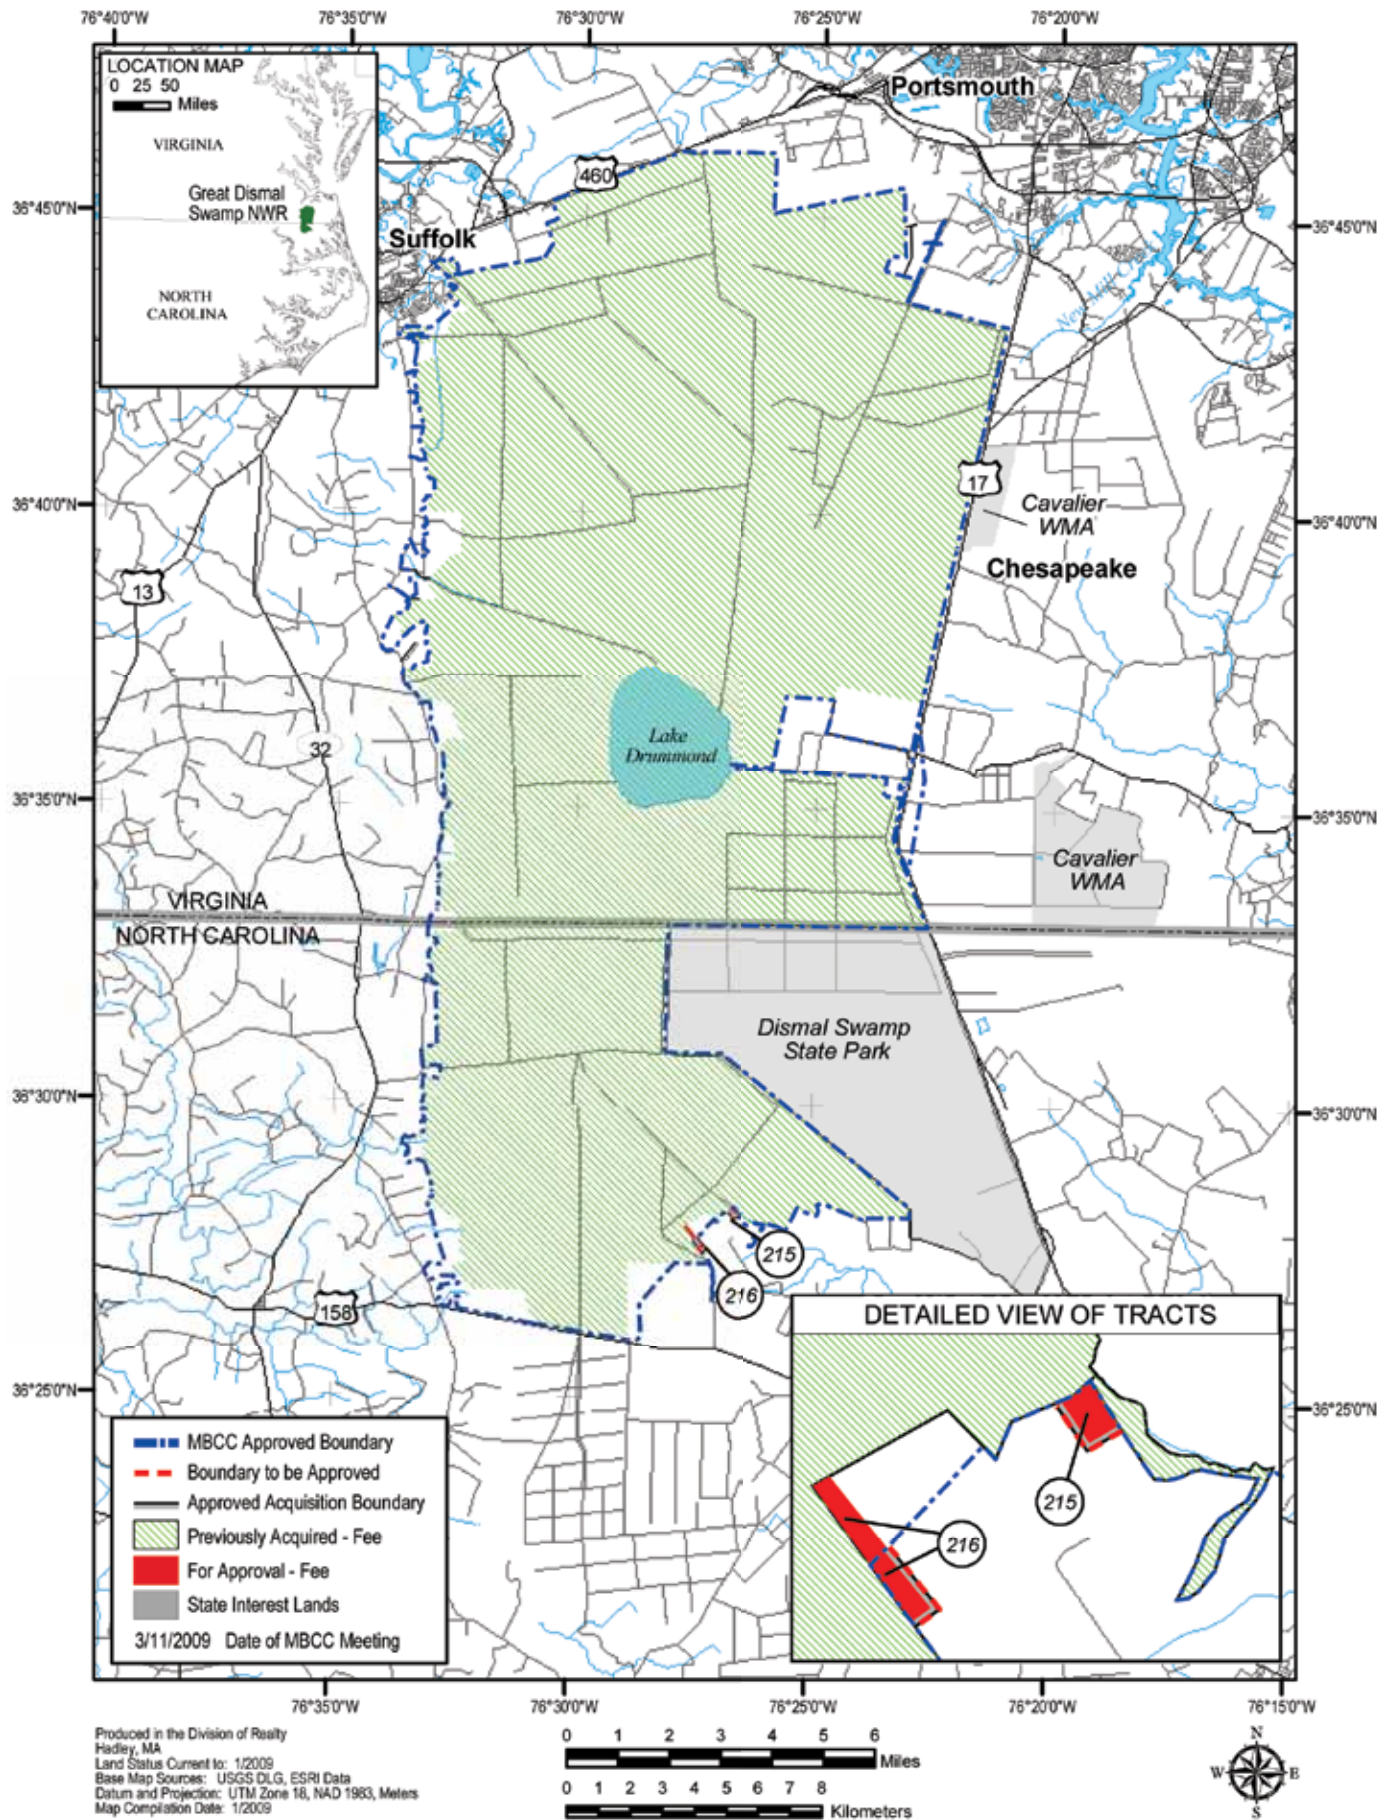 76°40'0"W 76°35'0"W 76°30'0"W 76°25'0"W 76°20'0"W
LOCATION MAP
0 25 50
Miles
VIRGINIA
Great Dismal
Swamp NWR
NORTH
CAROLINA
Portsmouth
460
36°45'0"N
36°45'0"N
Suffolk
17
36°40'0"N
36°40'0"N
Cavalier
WMA
Chesapeake
13
Lake
Drummond
32
36°35'0"N
36°35'0"N
Cavalier
WMA
VIRGINIA
NORTH CAROLINA
Dismal Swamp
State Park
36°30'0"N
36°30'0"N
215
216
158
DETAILED VIEW OF TRACTS
215
216
36°25'0"N
36°25'0"N
MBCC Approved Boundary
Boundary to be Approved
Approved Acquisition Boundary
Previously Acquired - Fee
For Approval - Fee
State Interest Lands
3/11/2009 Date of MBCC Meeting
76°35'0"W 76°30'0"W 76°25'0"W 76°20'0"W 76°15'0"W
Produced in the Division of Realty
Hadley, MA
Land Status Current to: 1/2009
Base Map Sources: USGS DLG, ESRI Data
Datum and Projection: UTM Zone 18, NAD 1983, Meters
Map Compilation Date: 1/2009
0 1 2 3 4 5 6
Miles
0 1 2 3 4 5 6 7 8
Kilometers
N
W E
S